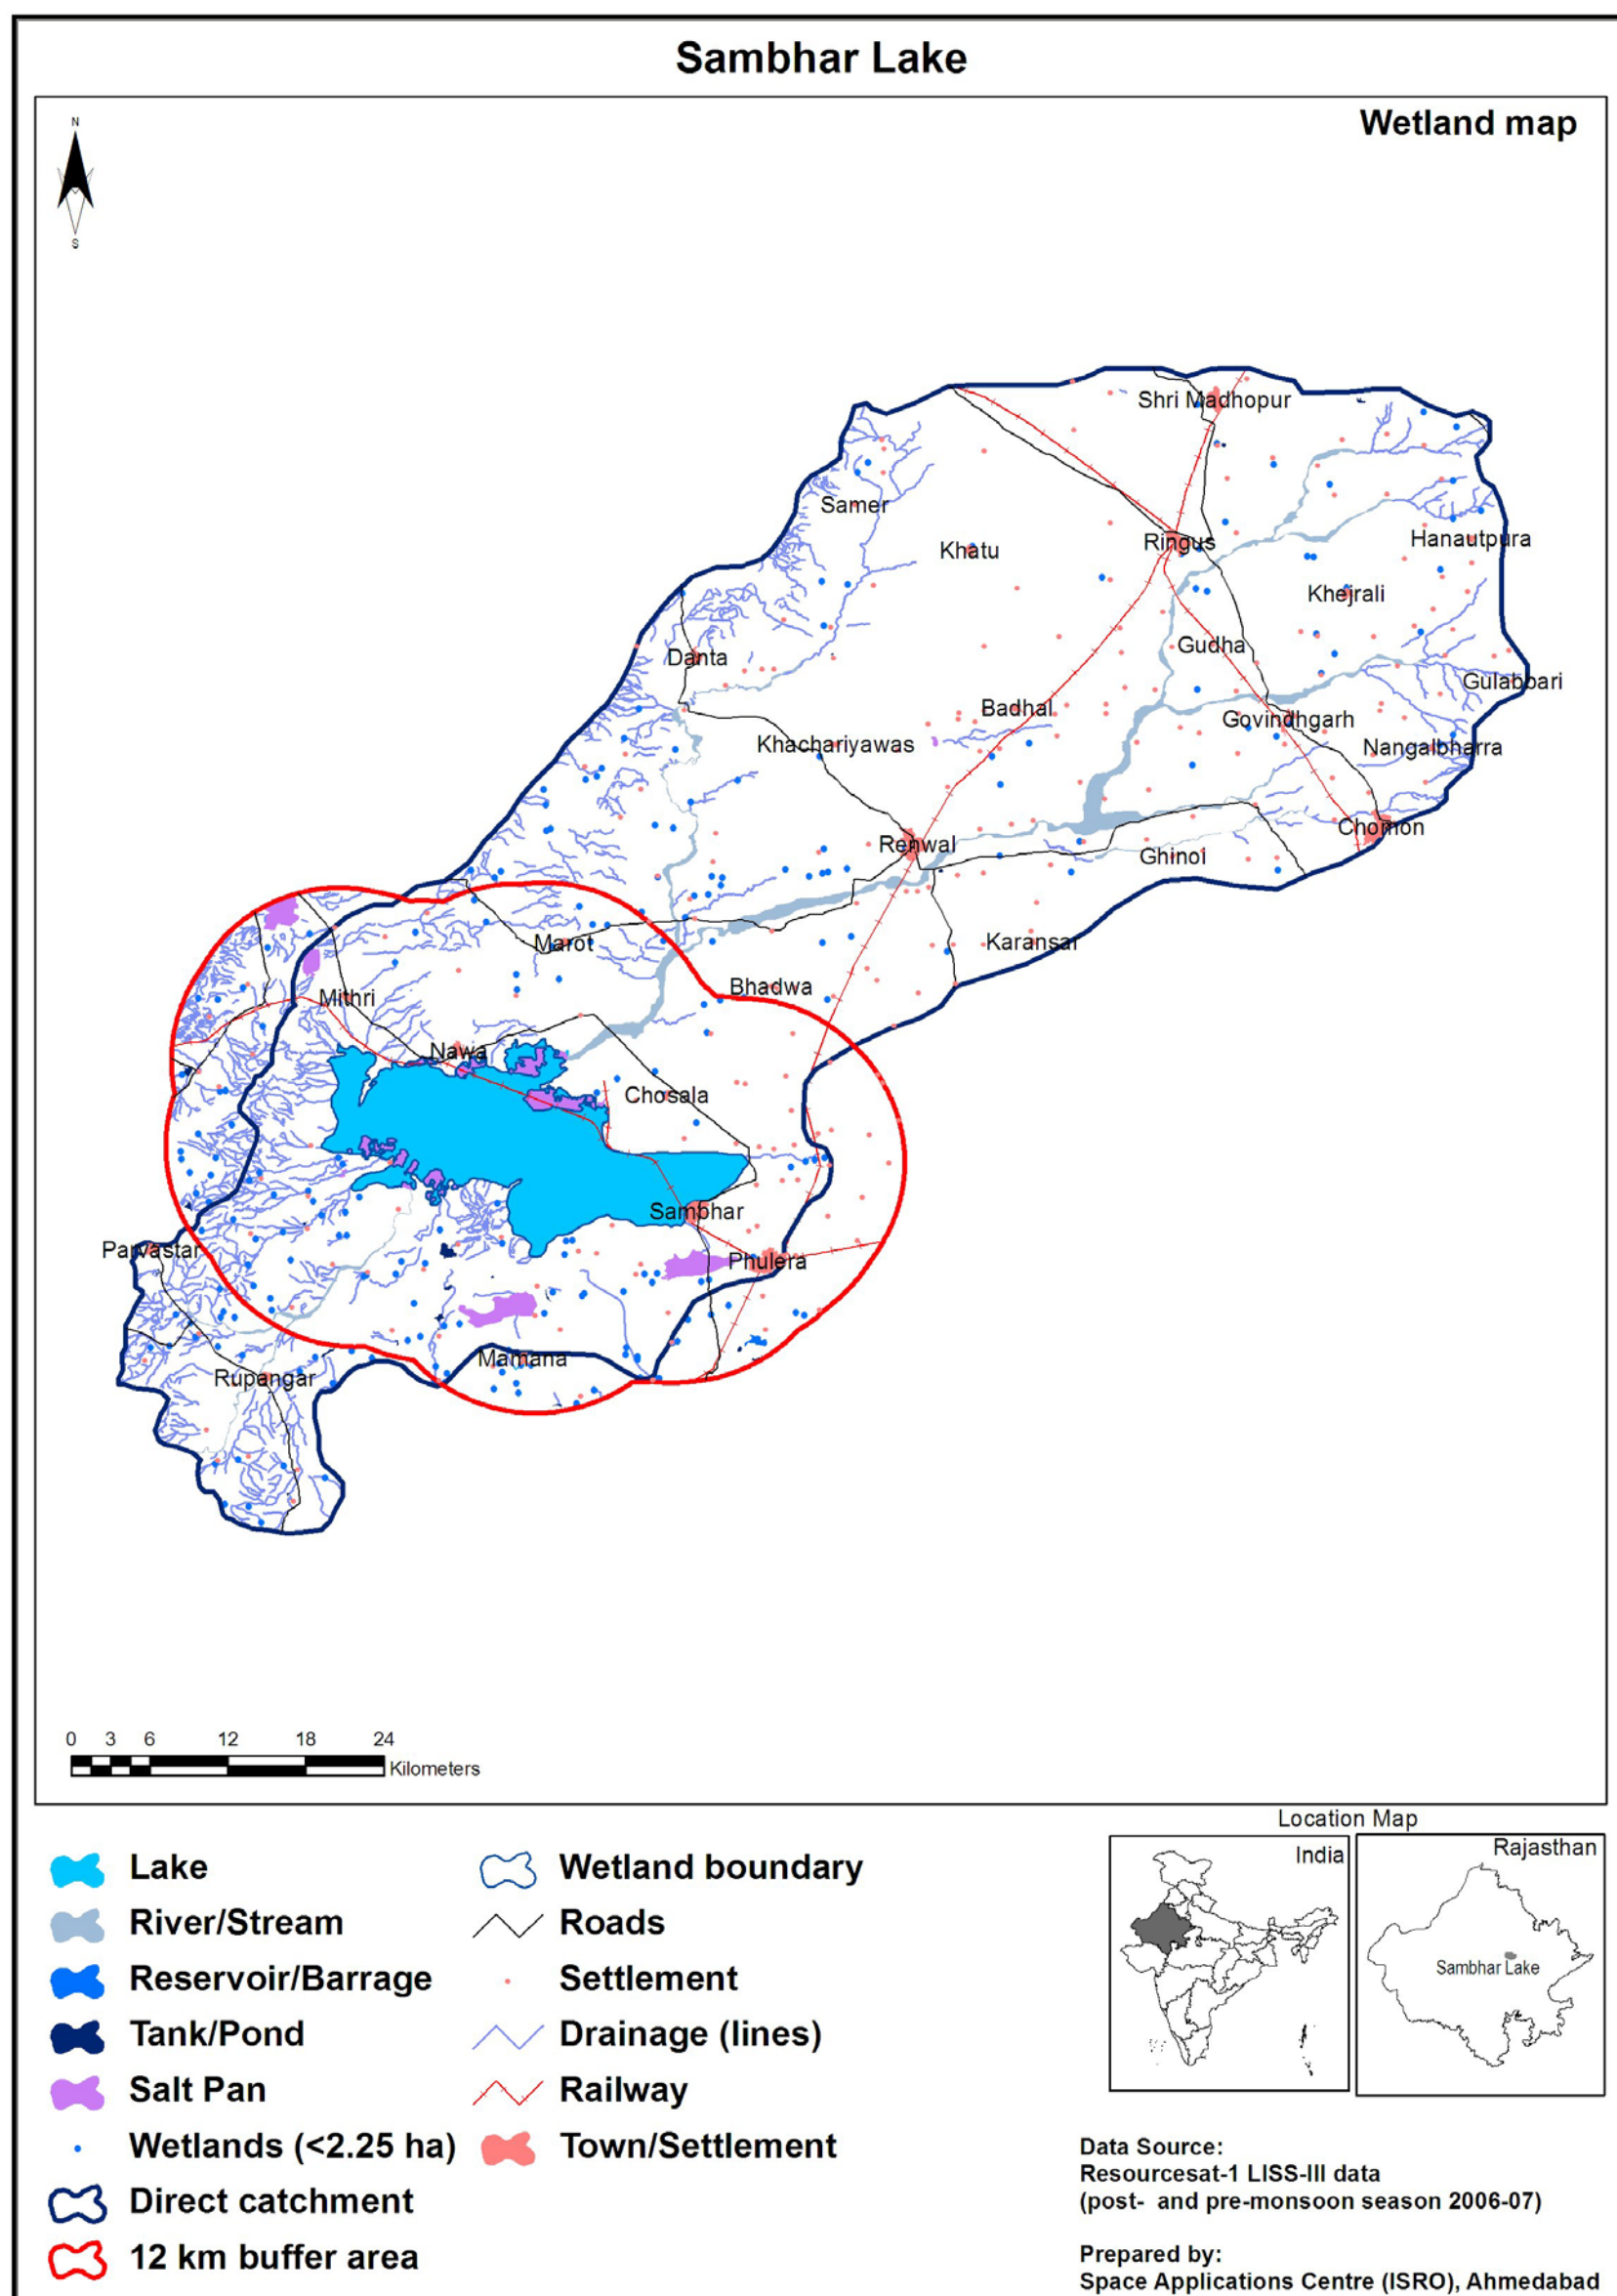 Sambhar Lake
Wetland map
N
S
Shri Madhopur
Samer
Khatu
Ringus
Hanautpura
Khejrali
Gudha
Danta
Gulabbari
Badhal
Govindhgarh
Khachariyawas
Nangalbharra
Chomon
Renwal
Ghinoi
Marot
Karansar
Bhadwa
Mithri
Nawa
Chosala
Sambhar
Parvastar
Phulera
Mamana
Rupangar
0 3 6 12 18 24
Kilometers
Location Map
India
Rajasthan
Sambhar Lake
Lake
River/Stream
Reservoir/Barrage
Tank/Pond
Salt Pan
Wetlands (<2.25 ha)
Direct catchment
12 km buffer area
Wetland boundary
Roads
Settlement
Drainage (lines)
Railway
Town/Settlement
Data Source:
Resourcesat-1 LISS-III data
(post- and pre-monsoon season 2006-07)
Prepared by:
Space Applications Centre (ISRO), Ahmedabad